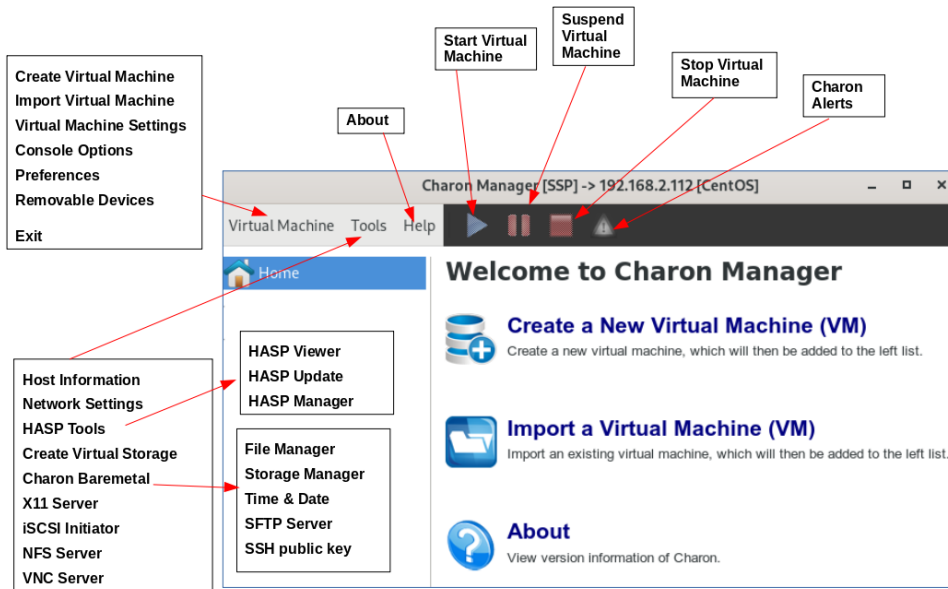 Suspend
Virtual
Machine
Start Virtual
Machine
Stop Virtual
Machine
Charon
Alerts
About
Create Virtual Machine
Import Virtual Machine
Virtual Machine Settings
Console Options
Preferences
Removable Devices
Exit
Charon Manager [SSP] -> 192.168.2.112 [CentOS]
Virtual Machine Tools Help
Home
Welcome to Charon Manager
Create a New Virtual Machine (VM)
Create a new virtual machine, which will then be added to the left list.
Import a Virtual Machine (VM)
Import an existing virtual machine, which will then be added to the left list.
About
View version information of Charon.
HASP Viewer
HASP Update
HASP Manager
File Manager
Storage Manager
Time & Date
SFTP Server
SSH public key
Host Information
Network Settings
HASP Tools
Create Virtual Storage
Charon Baremetal
X11 Server
iSCSI Initiator
NFS Server
VNC Server